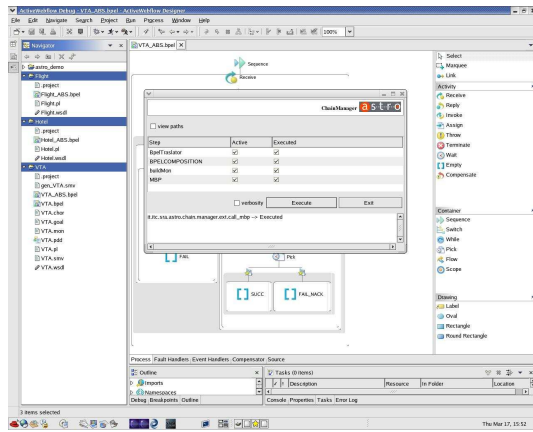 ActiveWebflow Debug - VTA_ABS.bpel - ActiveWebflow Designer
File Edit Navigate Search Project Run Process Window Help
100%
Navigator
VTA_ABS.bpel
astro_demo
Flight
.project
Flight_ABS.bpel
Flight.pl
Flight.wsdl
Hotel
.project
Hotel_ABS.bpel
Hotel.pl
Hotel.wsdl
VTA
.project
gen_VTA.smv
VTA_ABS.bpel
VTA.bpel
VTA.chor
VTA.goal
VTA.mon
VTA.pdd
VTA.pl
VTA.smv
VTA.wsdl
Sequence
Receive
ChainManager astro
view paths
Step Active Executed
BpelTraslator
BPELCOMPOSITION
buildMon
MBP
verbosity Execute Exit
it.itc.sra.astro.chain.manager.ext.call_mbp --> Executed
FAIL
Pick
SUCC
FAIL_NACK
Select
Marquee
Link
Activity
Receive
Reply
Invoke
Assign
Throw
Terminate
Wait
Empty
Compensate
Container
Sequence
Switch
While
Pick
Flow
Scope
Drawing
Label
Oval
Rectangle
Round Rectangle
Process Fault Handlers Event Handlers Compensator Source
Outline
Imports
Namespaces
Debug Breakpoints Outline
Tasks (0 items)
! Description Resource In Folder Location
Console Properties Tasks Error Log
3 items selected
Thu Mar 17, 15:52